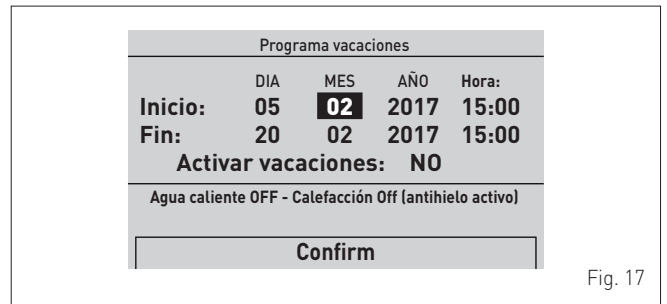 Programa vacaciones
DIA MES AÑO Hora:
Inicio: 05 02 2017 15:00
Fin: 20 02 2017 15:00
Activar vacaciones: NO
Agua caliente OFF - Calefacción Off (antihielo activo)
Confirm
Fig. 17